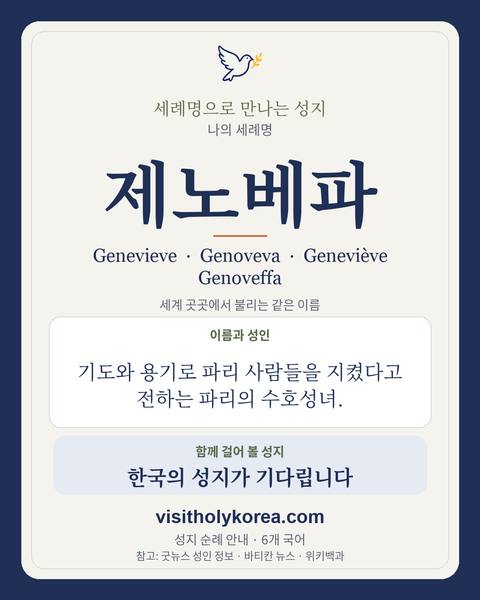 세례명으로 만나는 성지
나의 세례명
제노베파
Genevieve · Genoveva · Geneviève
Genoveffa
세계 곳곳에서 불리는 같은 이름
이름과 성인
기도와 용기로 파리 사람들을 지켰다고
전하는 파리의 수호성녀.
함께 걸어 볼 성지
한국의 성지가 기다립니다
visitholykorea.com
성지 순례 안내 · 6개 국어
참고: 굿뉴스 성인 정보 · 바티칸 뉴스 · 위키백과